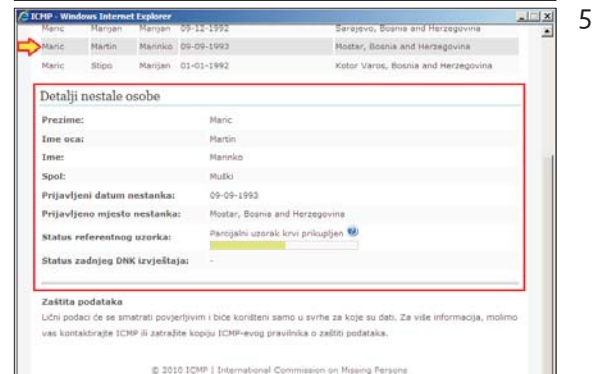 ICMP - Windows Internet Explorer
5
Maric Marijan Marijan 09-12-1992 Sarajevo, Bosnia and Herzegovina
Maric Martin Marinko 09-09-1993 Mostar, Bosnia and Herzegovina
Maric Stipo Marijan 01-01-1992 Kotor Varos, Bosnia and Herzegovina
Detalji nestale osobe
Prezime: Maric
Ime oca: Martin
Ime: Marinko
Spol: Muški
Prijavljeni datum nestanka: 09-09-1993
Prijavljeno mjesto nestanka: Mostar, Bosnia and Herzegovina
Status referentnog uzorka: Parcijalni uzorak krvi prikupljen
Status zadnjeg DNK izvještaja: -
Zaštita podataka
Lični podaci će se smatrati povjerljivim i biće korišteni samo u svrhe za koje su dati. Za više informacija, molimo
vas kontaktirajte ICMP ili zatražite kopiju ICMP-evog pravilnika o zaštiti podataka.
© 2010 ICMP | International Commission on Missing Persons